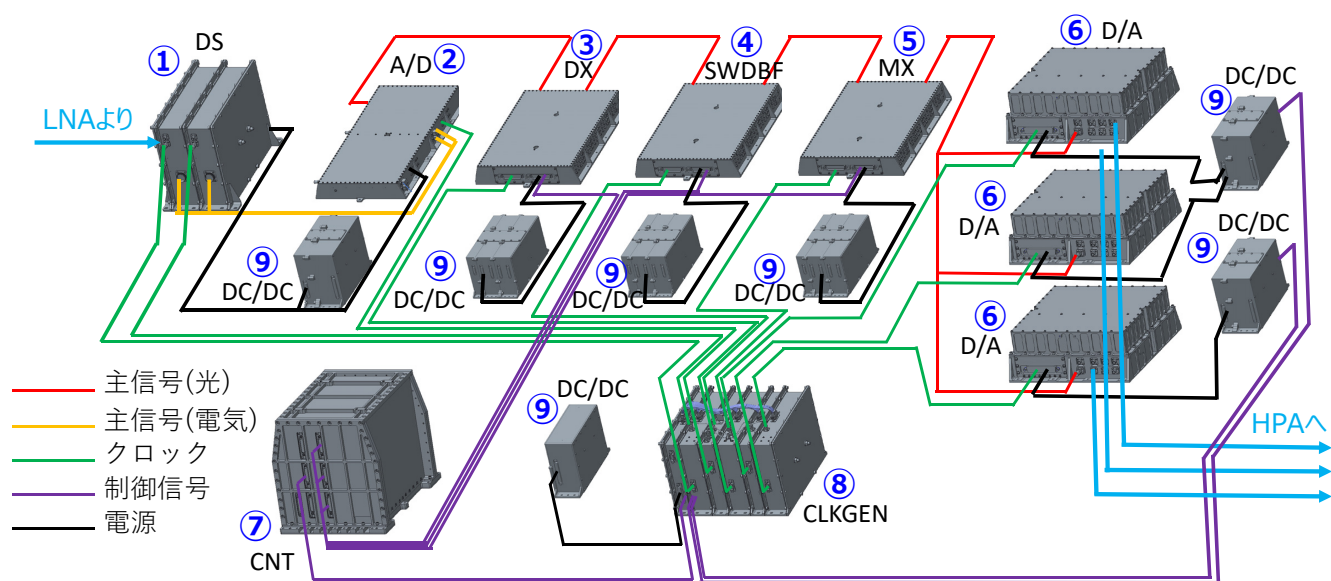 ① DS
A/D ②
③ DX
④ SWDBF
⑤ MX
⑥ D/A
DC/DC ⑨
LNAより
⑥ D/A
DC/DC ⑨
⑨ DC/DC
⑨ DC/DC
⑨ DC/DC
⑨ DC/DC
⑥ D/A
主信号(光)
主信号(電気)
クロック
制御信号
電源
⑨ DC/DC
⑦ CNT
⑧ CLKGEN
HPAへ